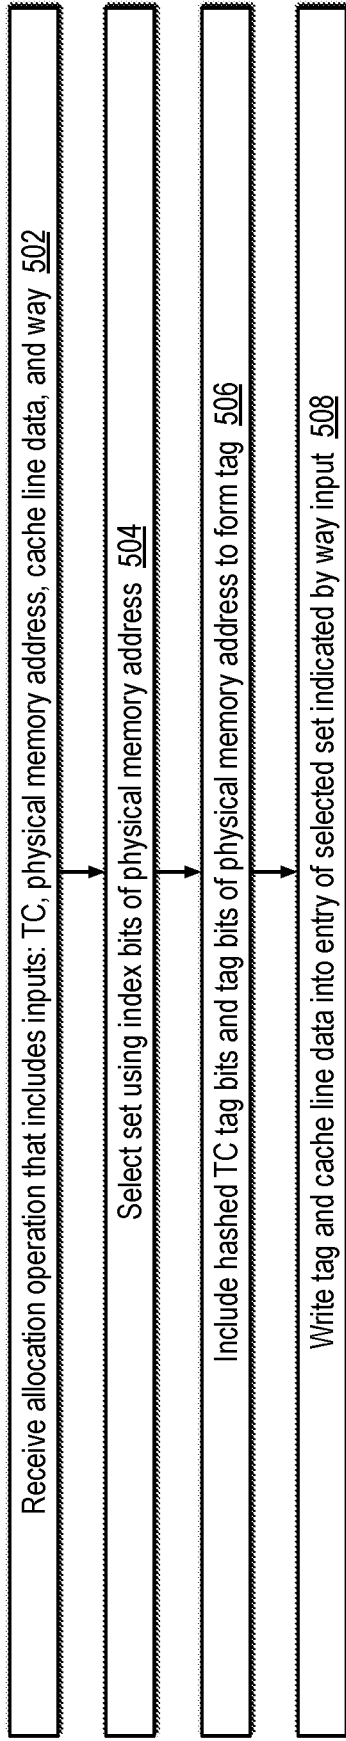 Receive allocation operation that includes inputs: TC, physical memory address, cache line data, and way 502
Select set using index bits of physical memory address 504
Include hashed TC tag bits and tag bits of physical memory address to form tag 506
Write tag and cache line data into entry of selected set indicated by way input 508